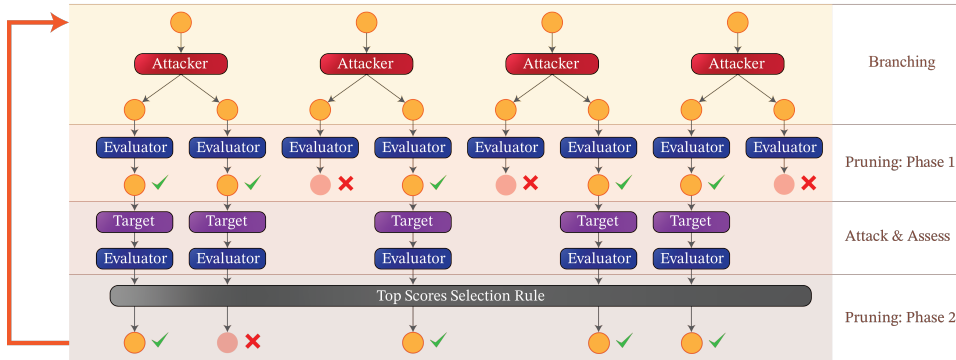 Attacker Attacker Attacker Attacker Branching
Evaluator Evaluator Evaluator Evaluator Evaluator Evaluator Evaluator Evaluator
Pruning: Phase 1
Target Target Target Target Target
Attack & Assess
Evaluator Evaluator Evaluator Evaluator Evaluator
Top Scores Selection Rule
Pruning: Phase 2